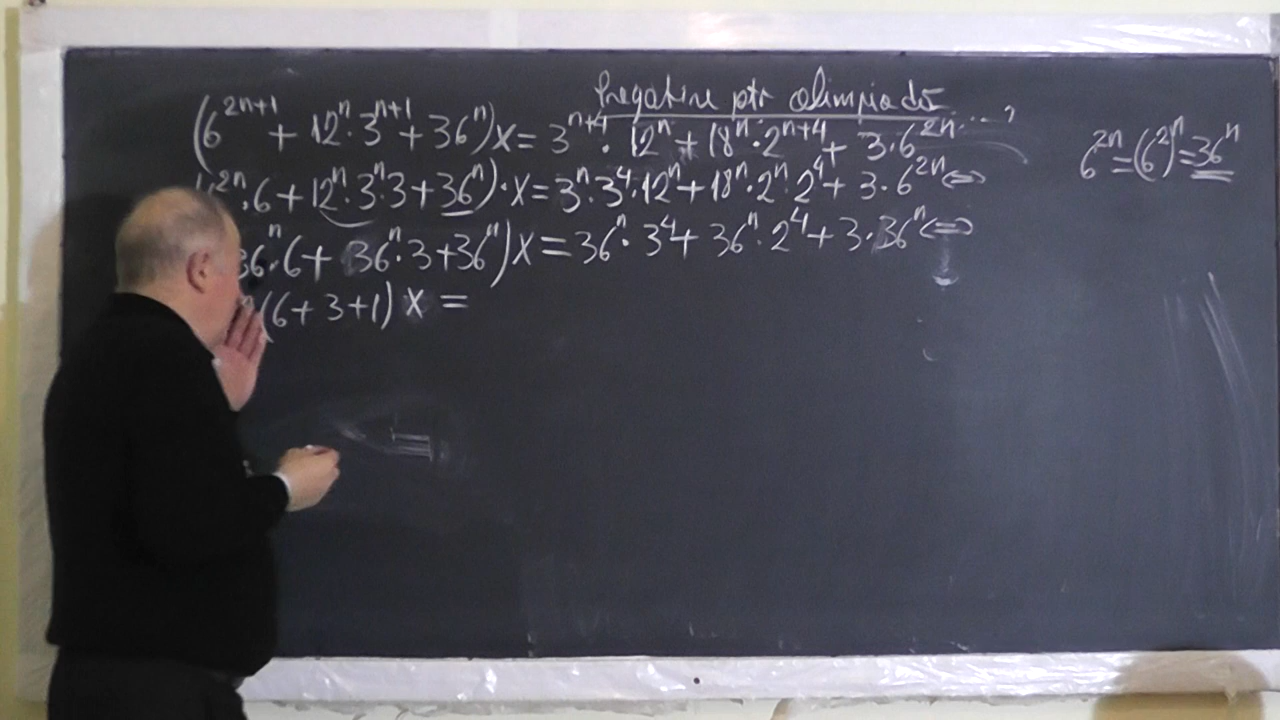 Pregatire ptr olimpiada ...?
(6^{2n+1} + 12^n · 3^{n+1} + 36^n) x = 3^{n+4} · 12^n + 18^n · 2^{n+4} + 3 · 6^{2n}
^{2n} · 6 + 12^n · 3^n · 3 + 36^n) · x = 3^n · 3^4 · 12^n + 18^n · 2^n · 2^4 + 3 · 6^{2n} <=>
36^n · 6 + 36^n · 3 + 36^n) x = 36^n · 3^4 + 36^n · 2^4 + 3 · 36^n <=>
(6 + 3 + 1) x =
6^{2n} = (6^2)^n = 36^n